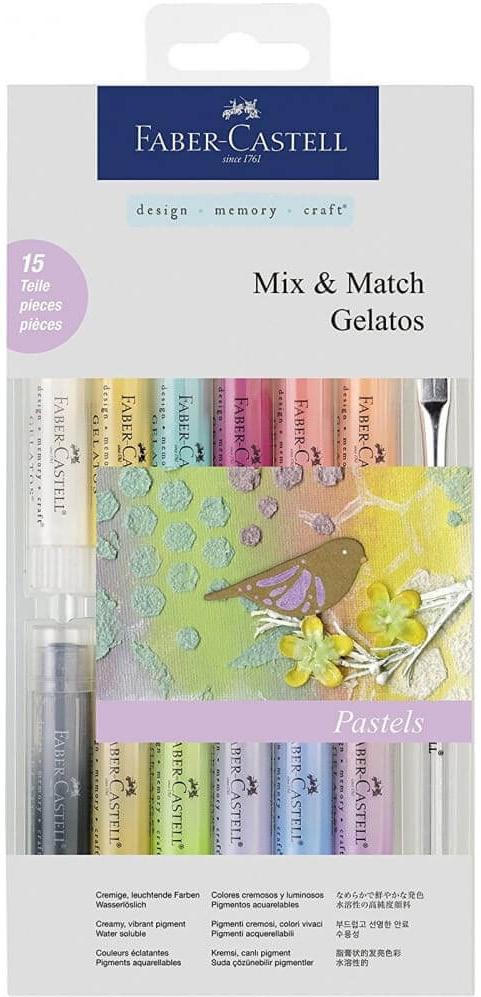 FABER-CASTELL
since 1761
design memory craft®
15
Teile
pieces
pièces
Mix & Match
Gelatos
FABER-CASTELL
design • memory • craft®
GELATOS
Pastels
FABER-CASTELL
FABER-CASTELL
FABER-CASTELL
FABER-CASTELL
FABER-CASTELL
FABER-CASTELL
Cremige, leuchtende Farben
Wasserlöslich
Creamy, vibrant pigment
Water soluble
Couleurs éclatantes
Pigments aquarellables
Colores cremosos y luminosos
Pigmentos acuarelables
Pigmenti cremosi, colori vivaci
Pigmenti acquerellabili
Kremsi, canlı pigment
Suda çözünebilir pigmentler
なめらかで鮮やかな発色
水溶性の高純度顔料
부드럽고 선명한 안료
수용성
脂膏状的发亮色彩
水溶性的